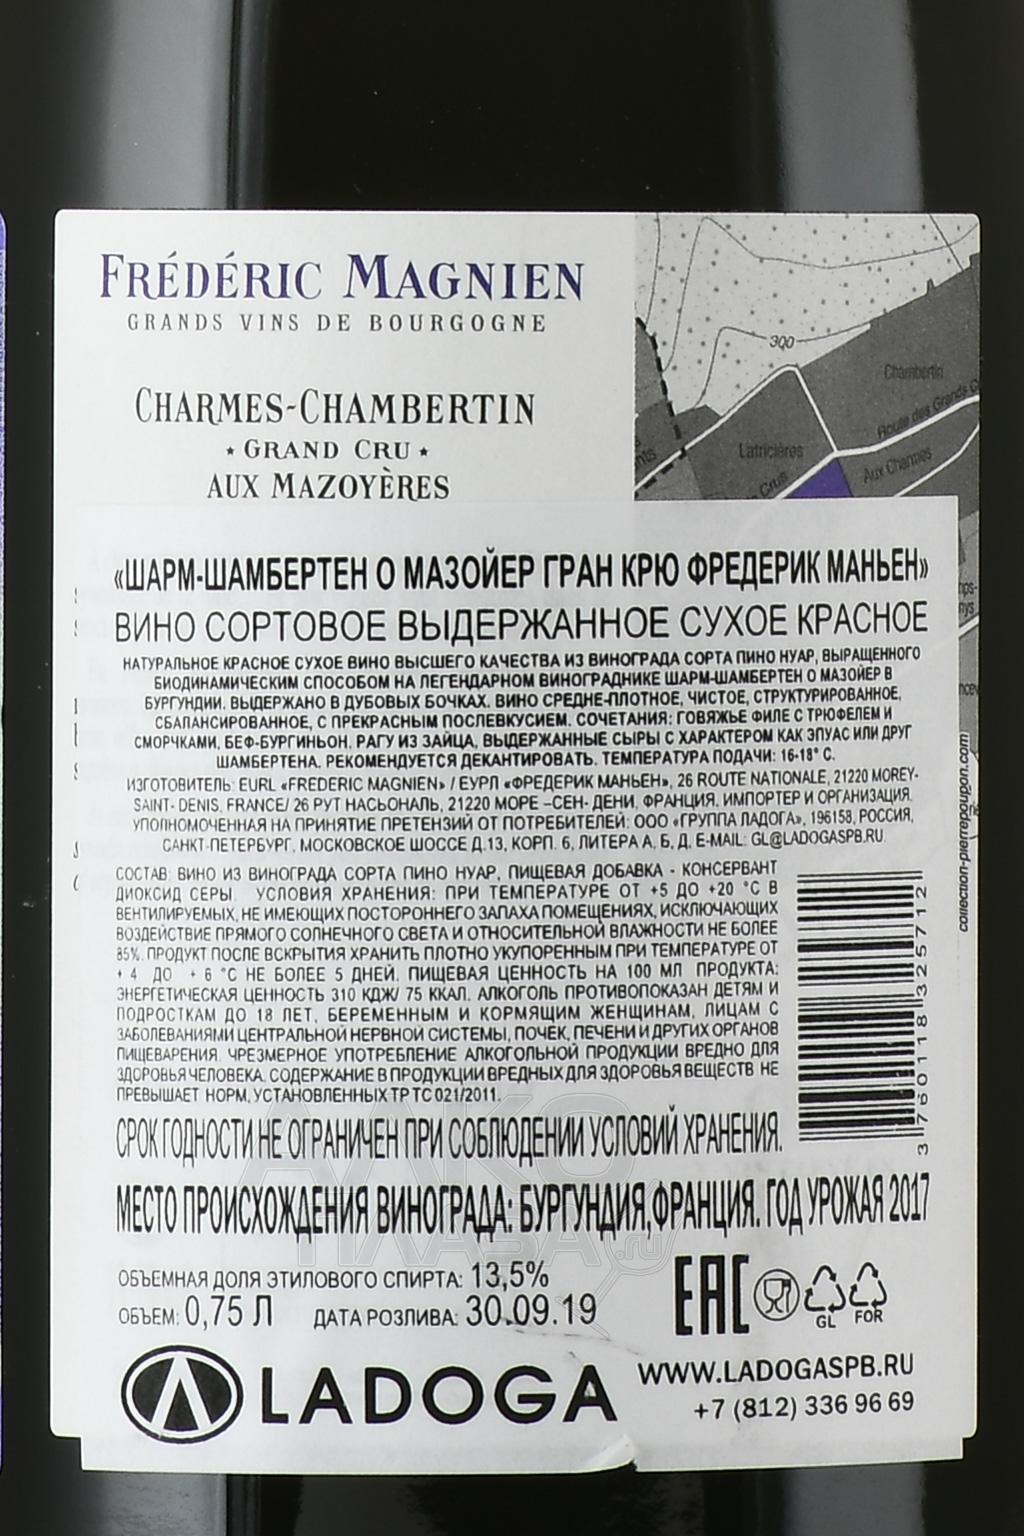 FRÉDÉRIC MAGNIEN
GRANDS VINS DE BOURGOGNE
CHARMES-CHAMBERTIN
★ GRAND CRU ★
AUX MAZOYÈRES
300
Chambertin
Route des Grands C
Latricières
Aux Charmes
Crus
nts
«ШАРМ-ШАМБЕРТЕН О МАЗОЙЕР ГРАН КРЮ ФРЕДЕРИК МАНЬЕН»
ВИНО СОРТОВОЕ ВЫДЕРЖАННОЕ СУХОЕ КРАСНОЕ
НАТУРАЛЬНОЕ КРАСНОЕ СУХОЕ ВИНО ВЫСШЕГО КАЧЕСТВА ИЗ ВИНОГРАДА СОРТА ПИНО НУАР, ВЫРАЩЕННОГО
БИОДИНАМИЧЕСКИМ СПОСОБОМ НА ЛЕГЕНДАРНОМ ВИНОГРАДНИКЕ ШАРМ-ШАМБЕРТЕН О МАЗОЙЕР В
БУРГУНДИИ. ВЫДЕРЖАНО В ДУБОВЫХ БОЧКАХ. ВИНО СРЕДНЕ-ПЛОТНОЕ, ЧИСТОЕ, СТРУКТУРИРОВАННОЕ,
СБАЛАНСИРОВАННОЕ, С ПРЕКРАСНЫМ ПОСЛЕВКУСИЕМ. СОЧЕТАНИЯ: ГОВЯЖЬЕ ФИЛЕ С ТРЮФЕЛЕМ И
СМОРЧКАМИ, БЕФ-БУРГИНЬОН, РАГУ ИЗ ЗАЙЦА, ВЫДЕРЖАННЫЕ СЫРЫ С ХАРАКТЕРОМ КАК ЭПУАС ИЛИ ДРУГ
ШАМБЕРТЕНА. РЕКОМЕНДУЕТСЯ ДЕКАНТИРОВАТЬ. ТЕМПЕРАТУРА ПОДАЧИ: 16-18° С.
ИЗГОТОВИТЕЛЬ: EURL «FREDERIC MAGNIEN» / ЕУРЛ «ФРЕДЕРИК МАНЬЕН», 26 ROUTE NATIONALE, 21220 MOREY-
SAINT- DENIS, FRANCE/ 26 РУТ НАСЬОНАЛЬ, 21220 МОРЕ –СЕН- ДЕНИ, ФРАНЦИЯ. ИМПОРТЕР И ОРГАНИЗАЦИЯ,
УПОЛНОМОЧЕННАЯ НА ПРИНЯТИЕ ПРЕТЕНЗИЙ ОТ ПОТРЕБИТЕЛЕЙ: ООО «ГРУППА ЛАДОГА», 196158, РОССИЯ,
САНКТ-ПЕТЕРБУРГ, МОСКОВСКОЕ ШОССЕ Д.13, КОРП. 6, ЛИТЕРА А, Б, Д, E-MAIL: GL@LADOGASPB.RU.
СОСТАВ: ВИНО ИЗ ВИНОГРАДА СОРТА ПИНО НУАР, ПИЩЕВАЯ ДОБАВКА - КОНСЕРВАНТ
ДИОКСИД СЕРЫ. УСЛОВИЯ ХРАНЕНИЯ: ПРИ ТЕМПЕРАТУРЕ ОТ +5 ДО +20 °С В
ВЕНТИЛИРУЕМЫХ, НЕ ИМЕЮЩИХ ПОСТОРОННЕГО ЗАПАХА ПОМЕЩЕНИЯХ, ИСКЛЮЧАЮЩИХ
ВОЗДЕЙСТВИЕ ПРЯМОГО СОЛНЕЧНОГО СВЕТА И ОТНОСИТЕЛЬНОЙ ВЛАЖНОСТИ НЕ БОЛЕЕ
85%. ПРОДУКТ ПОСЛЕ ВСКРЫТИЯ ХРАНИТЬ ПЛОТНО УКУПОРЕННЫМ ПРИ ТЕМПЕРАТУРЕ ОТ
+ 4 ДО + 6 °С НЕ БОЛЕЕ 5 ДНЕЙ. ПИЩЕВАЯ ЦЕННОСТЬ НА 100 МЛ ПРОДУКТА:
ЭНЕРГЕТИЧЕСКАЯ ЦЕННОСТЬ 310 КДЖ/ 75 ККАЛ. АЛКОГОЛЬ ПРОТИВОПОКАЗАН ДЕТЯМ И
ПОДРОСТКАМ ДО 18 ЛЕТ, БЕРЕМЕННЫМ И КОРМЯЩИМ ЖЕНЩИНАМ, ЛИЦАМ С
ЗАБОЛЕВАНИЯМИ ЦЕНТРАЛЬНОЙ НЕРВНОЙ СИСТЕМЫ, ПОЧЕК, ПЕЧЕНИ И ДРУГИХ ОРГАНОВ
ПИЩЕВАРЕНИЯ. ЧРЕЗМЕРНОЕ УПОТРЕБЛЕНИЕ АЛКОГОЛЬНОЙ ПРОДУКЦИИ ВРЕДНО ДЛЯ
ЗДОРОВЬЯ ЧЕЛОВЕКА. СОДЕРЖАНИЕ В ПРОДУКЦИИ ВРЕДНЫХ ДЛЯ ЗДОРОВЬЯ ВЕЩЕСТВ НЕ
ПРЕВЫШАЕТ НОРМ, УСТАНОВЛЕННЫХ ТР ТС 021/2011.
3 760118 325712
collection-pierrepoupon.com
СРОК ГОДНОСТИ НЕ ОГРАНИЧЕН ПРИ СОБЛЮДЕНИИ УСЛОВИЙ ХРАНЕНИЯ.
МЕСТО ПРОИСХОЖДЕНИЯ ВИНОГРАДА: БУРГУНДИЯ,ФРАНЦИЯ. ГОД УРОЖАЯ 2017
АЛКО
ПЛАЗА.ru
ОБЪЕМНАЯ ДОЛЯ ЭТИЛОВОГО СПИРТА: 13,5%
ОБЪЕМ: 0,75 Л ДАТА РОЗЛИВА: 30.09.19
EAC
GL FOR
LADOGA
WWW.LADOGASPB.RU
+7 (812) 336 96 69